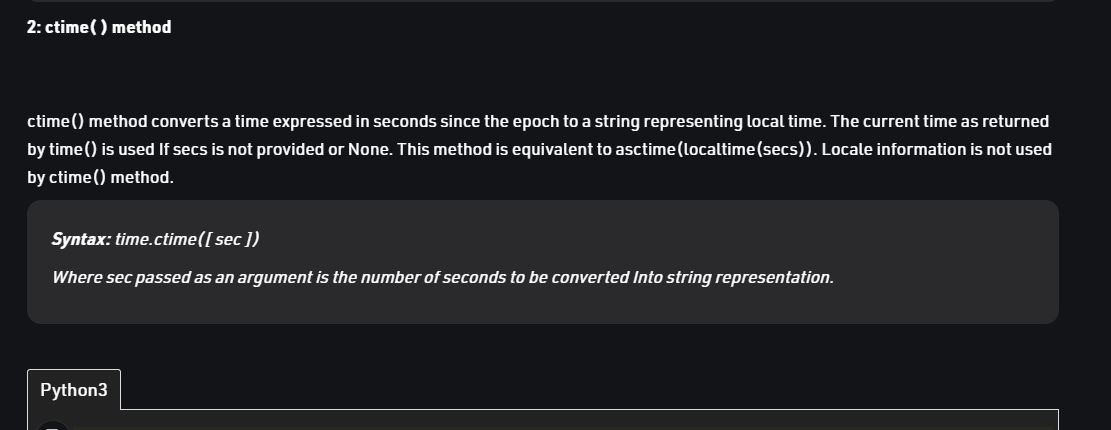 2: ctime( ) method
ctime() method converts a time expressed in seconds since the epoch to a string representing local time. The current time as returned
by time() is used If secs is not provided or None. This method is equivalent to asctime(localtime(secs)). Locale information is not used
by ctime() method.
Syntax: time.ctime([ sec ])
Where sec passed as an argument is the number of seconds to be converted Into string representation.
Python3